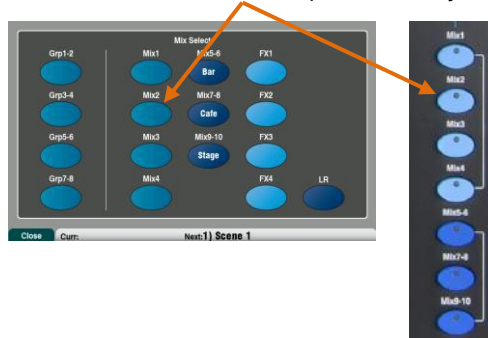 Mix Select
Grp1-2 Mix1 Mix5-6 FX1
Bar
Grp3-4 Mix2 Mix7-8 FX2
Cafe
Grp5-6 Mix3 Mix9-10 FX3
Stage
Grp7-8 Mix4 FX4 LR
Close Curr: Next:1) Scene 1
Mix1
Mix2
Mix3
Mix4
Mix5-6
Mix7-8
Mix9-10